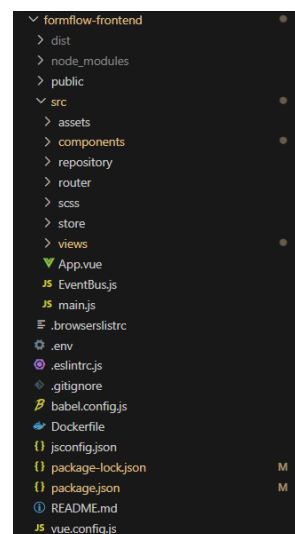 formflow-frontend
dist
node_modules
public
src
assets
components
repository
router
scss
store
views
App.vue
JS EventBus.js
JS main.js
.browserslistrc
.env
.eslintrc.js
.gitignore
babel.config.js
Dockerfile
{} jsconfig.json
{} package-lock.json M
{} package.json M
README.md
JS vue.config.js